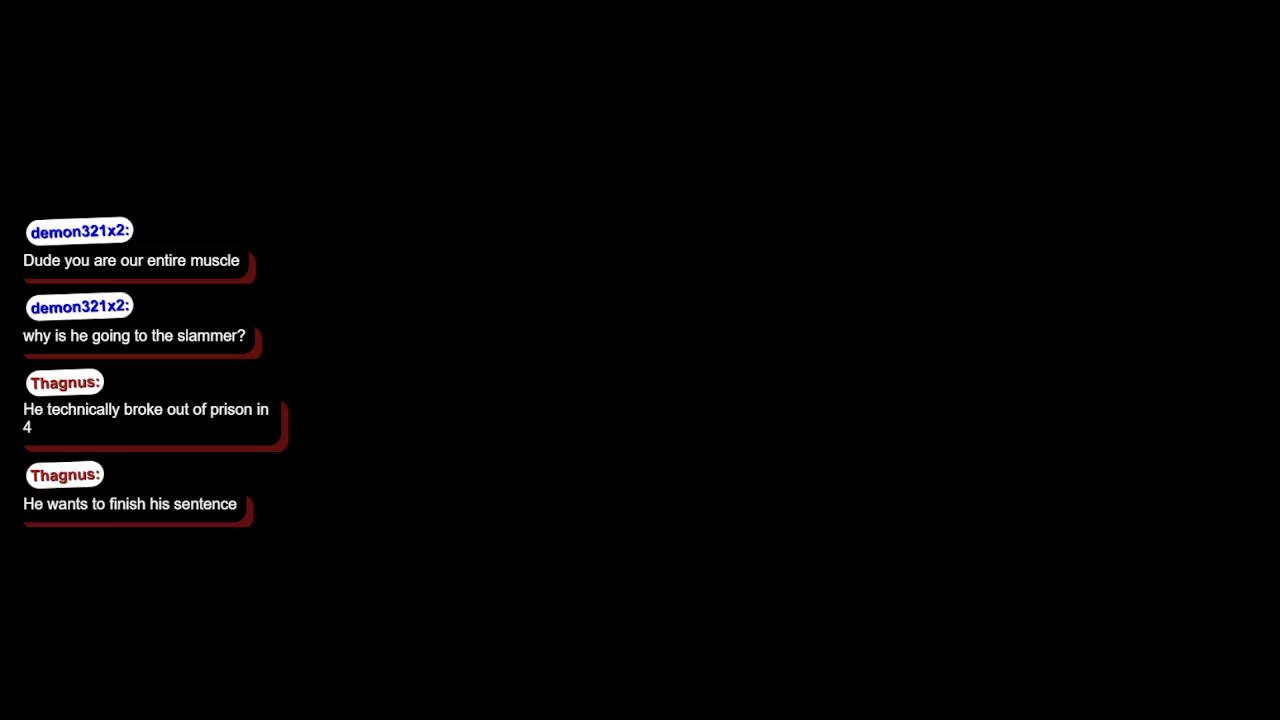 demon321x2:
Dude you are our entire muscle
demon321x2:
why is he going to the slammer?
Thagnus:
He technically broke out of prison in
4
Thagnus:
He wants to finish his sentence